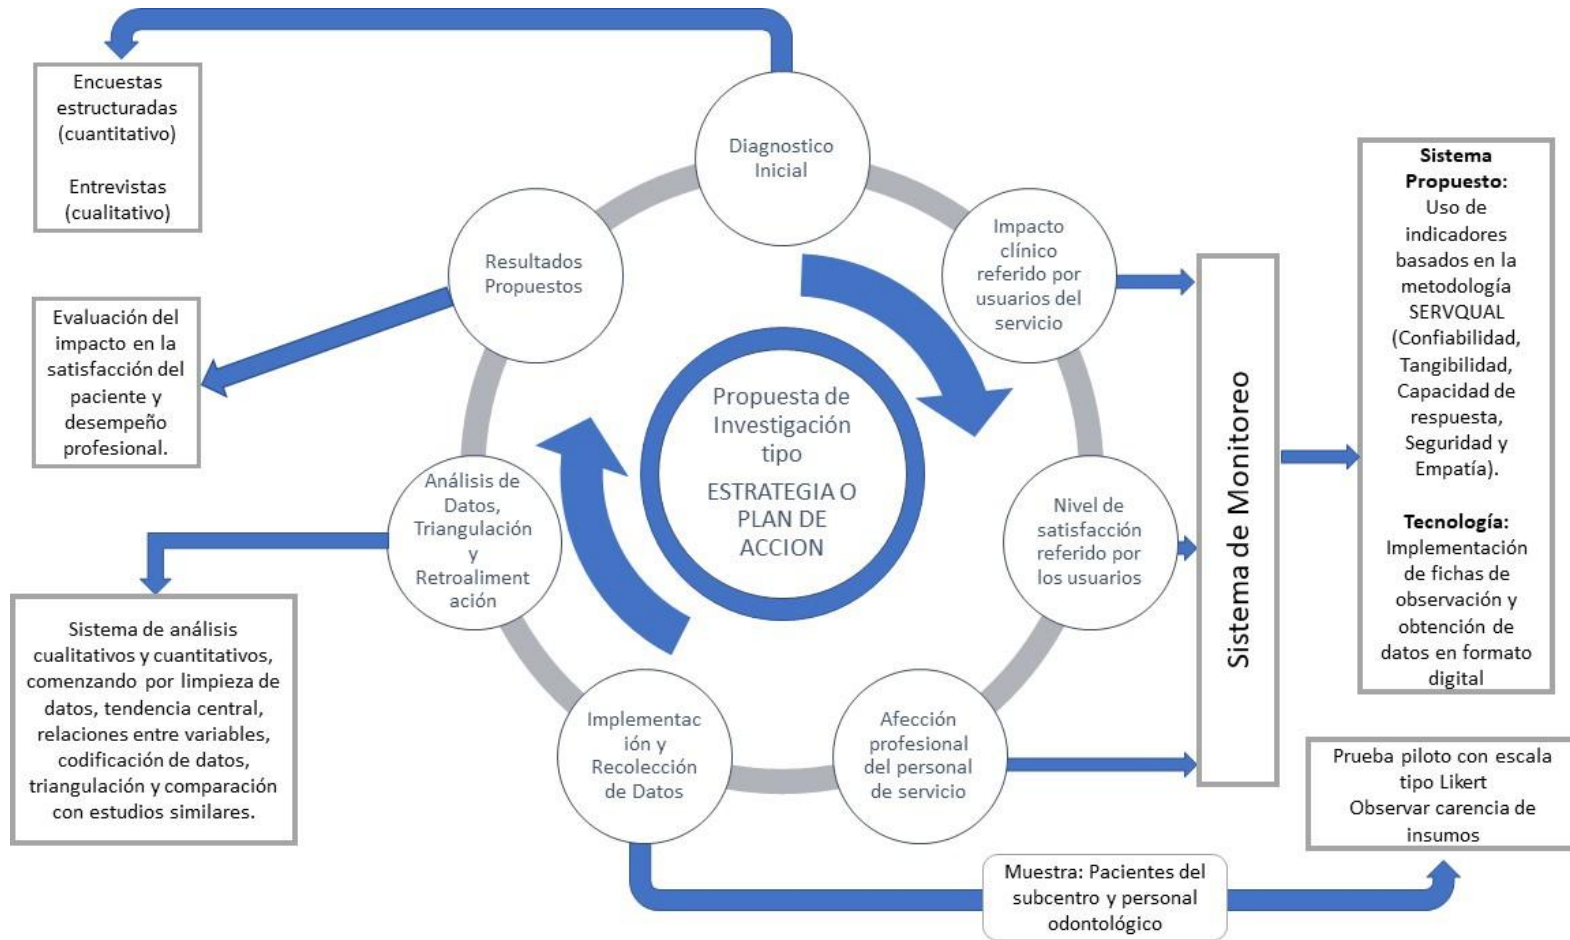 Encuestas
estructuradas
(cuantitativo)
Entrevistas
(cualitativo)
Diagnostico
Inicial
Impacto
clínico
referido por
usuarios del
servicio
Nivel de
satisfacción
referido por
los usuarios
Afección
profesional
del personal
de servicio
Implementac
ión y
Recolección
de Datos
Análisis de
Datos,
Triangulación
y
Retroaliment
ación
Resultados
Propuestos
Propuesta de
Investigación
tipo
ESTRATEGIA O
PLAN DE
ACCION
Evaluación del
impacto en la
satisfacción del
paciente y
desempeño
profesional.
Sistema de análisis
cualitativos y cuantitativos,
comenzando por limpieza de
datos, tendencia central,
relaciones entre variables,
codificación de datos,
triangulación y comparación
con estudios similares.
Sistema de Monitoreo
Sistema
Propuesto:
Uso de
indicadores
basados en la
metodología
SERVQUAL
(Confiabilidad,
Tangibilidad,
Capacidad de
respuesta,
Seguridad y
Empatía).
Tecnología:
Implementación
de fichas de
observación y
obtención de
datos en formato
digital
Muestra: Pacientes del
subcentro y personal
odontológico
Prueba piloto con escala
tipo Likert
Observar carencia de
insumos